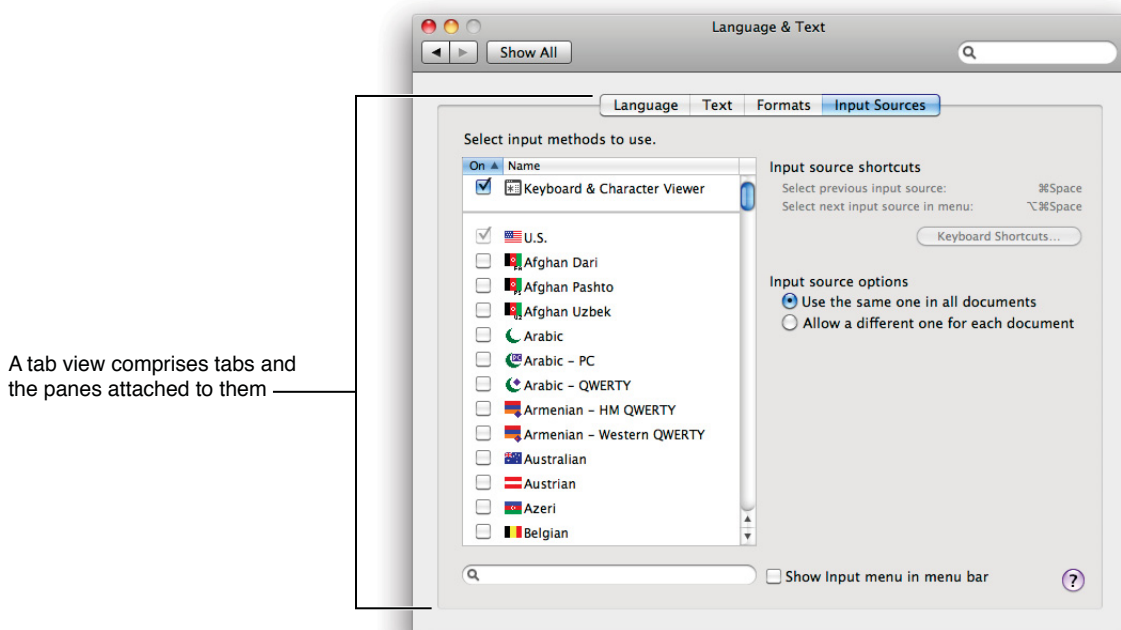 Language & Text
Show All
Language Text Formats Input Sources
Select input methods to use.
On Name
Keyboard & Character Viewer
U.S.
Afghan Dari
Afghan Pashto
Afghan Uzbek
Arabic
Arabic – PC
Arabic – QWERTY
Armenian – HM QWERTY
Armenian – Western QWERTY
Australian
Austrian
Azeri
Belgian
Input source shortcuts
Select previous input source: ⌘Space
Select next input source in menu: ⌥⌘Space
Keyboard Shortcuts...
Input source options
Use the same one in all documents
Allow a different one for each document
Show Input menu in menu bar
?
A tab view comprises tabs and
the panes attached to them